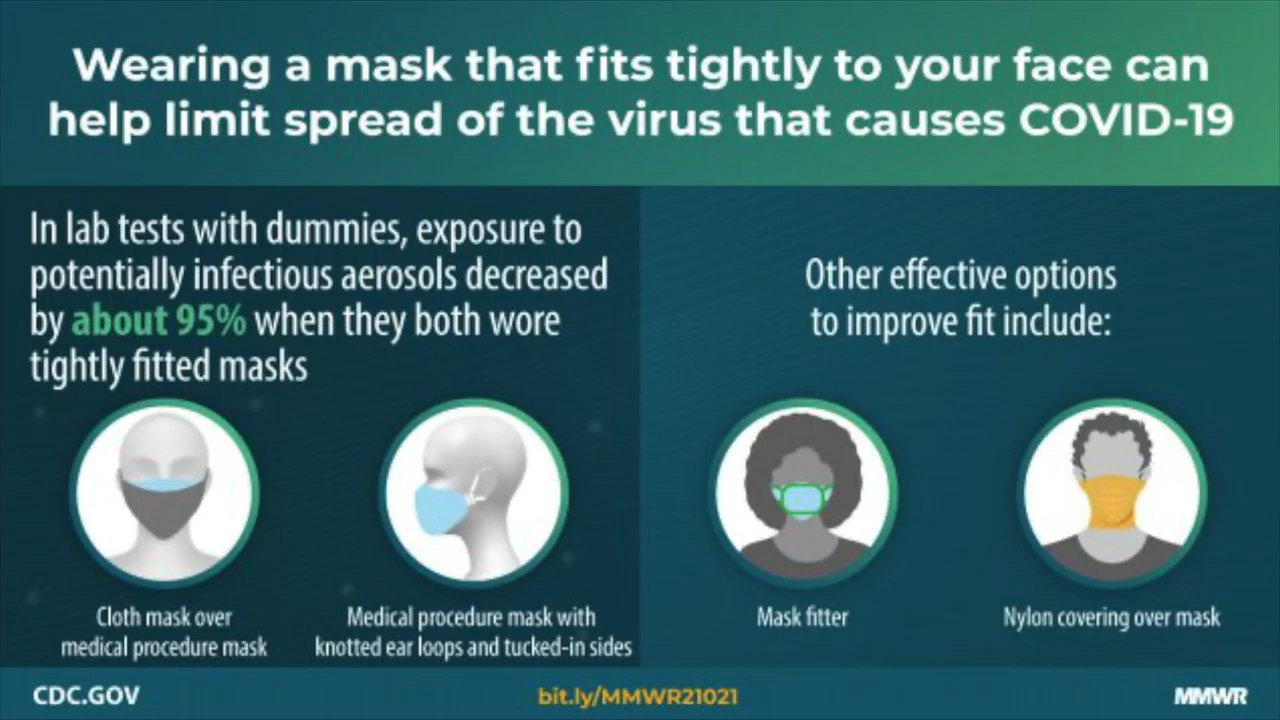 Wearing a mask that fits tightly to your face can
help limit spread of the virus that causes COVID-19
In lab tests with dummies, exposure to
potentially infectious aerosols decreased
by about 95% when they both wore
tightly fitted masks
Cloth mask over
medical procedure mask
Medical procedure mask with
knotted ear loops and tucked-in sides
Other effective options
to improve fit include:
Mask fitter
Nylon covering over mask
CDC.GOV
bit.ly/MMWR21021
MMWR